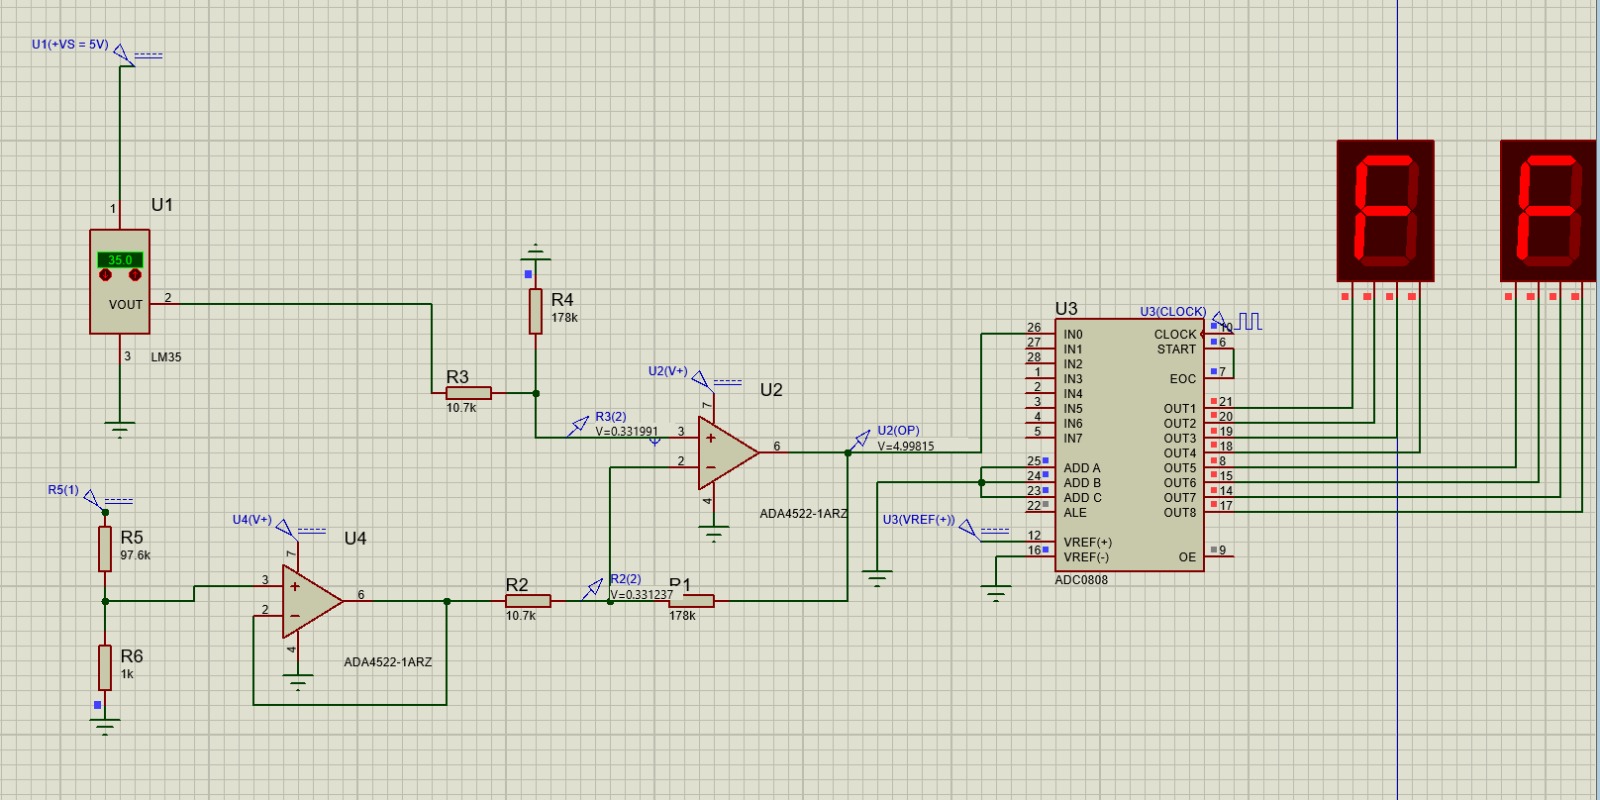 U1(+VS = 5V)
1
U1
35.0
VOUT
2
3
LM35
R4
178k
R3
10.7k
R3(2)
V=0.331991
U2(V+)
U2
7
3
2
6
4
ADA4522-1ARZ
U2(OP)
V=4.99815
R5(1)
R5
97.6k
R6
1k
U4(V+)
U4
7
3
2
6
4
ADA4522-1ARZ
R2
10.7k
R2(2)
V=0.331237
R1
178k
U3
U3(CLOCK)
26 IN0 CLOCK 10
27 IN1 START 6
28 IN2
1 IN3 EOC 7
2 IN4
3 IN5 OUT1 21
4 IN6 OUT2 20
5 IN7 OUT3 19
OUT4 18
25 ADD A OUT5 8
24 ADD B OUT6 15
23 ADD C OUT7 14
22 ALE OUT8 17
U3(VREF(+))
12 VREF(+)
16 VREF(-) OE 9
ADC0808
F F